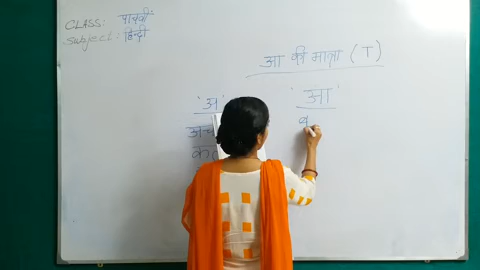 CLASS: पांचवीं
Subject: हिन्दी
आ की मात्रा (ा)
'अ' 'आ'
ब